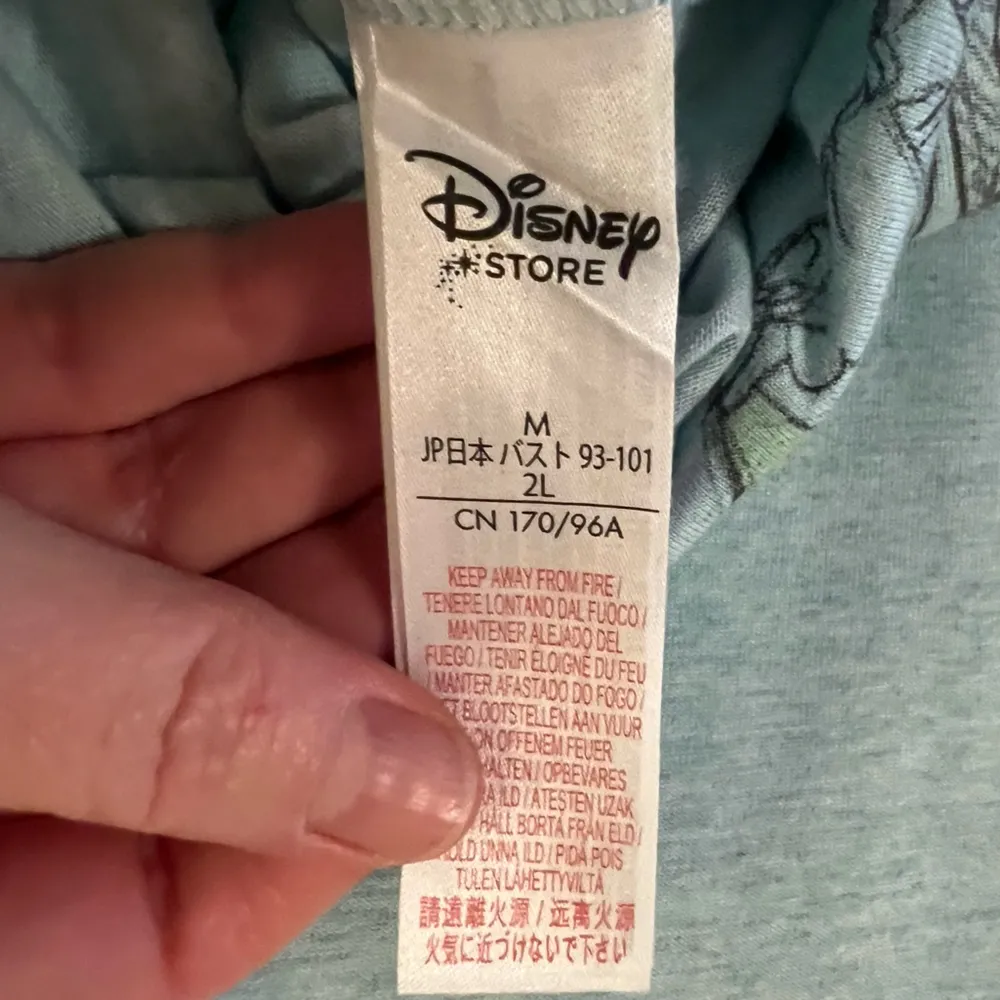 Disney
STORE
M
JP日本 バスト 93-101
2L
CN 170/96A
KEEP AWAY FROM FIRE /
TENERE LONTANO DAL FUOCO /
MANTENER ALEJADO DEL
FUEGO / TENIR ÉLOIGNÉ DU FEU
/ MANTER AFASTADO DO FOGO /
BLOOTSTELLEN AAN VUUR
OFFENEM FEUER
OPBEVARES
ILD / ATEŞTEN UZAK
HÅLL BORTA FRÅN ELD /
UNNA ILD / PIDÄ POIS
TULEN LÄHETTYVILTÄ
請遠離火源 / 远离火源
火気に近づけないで下さい